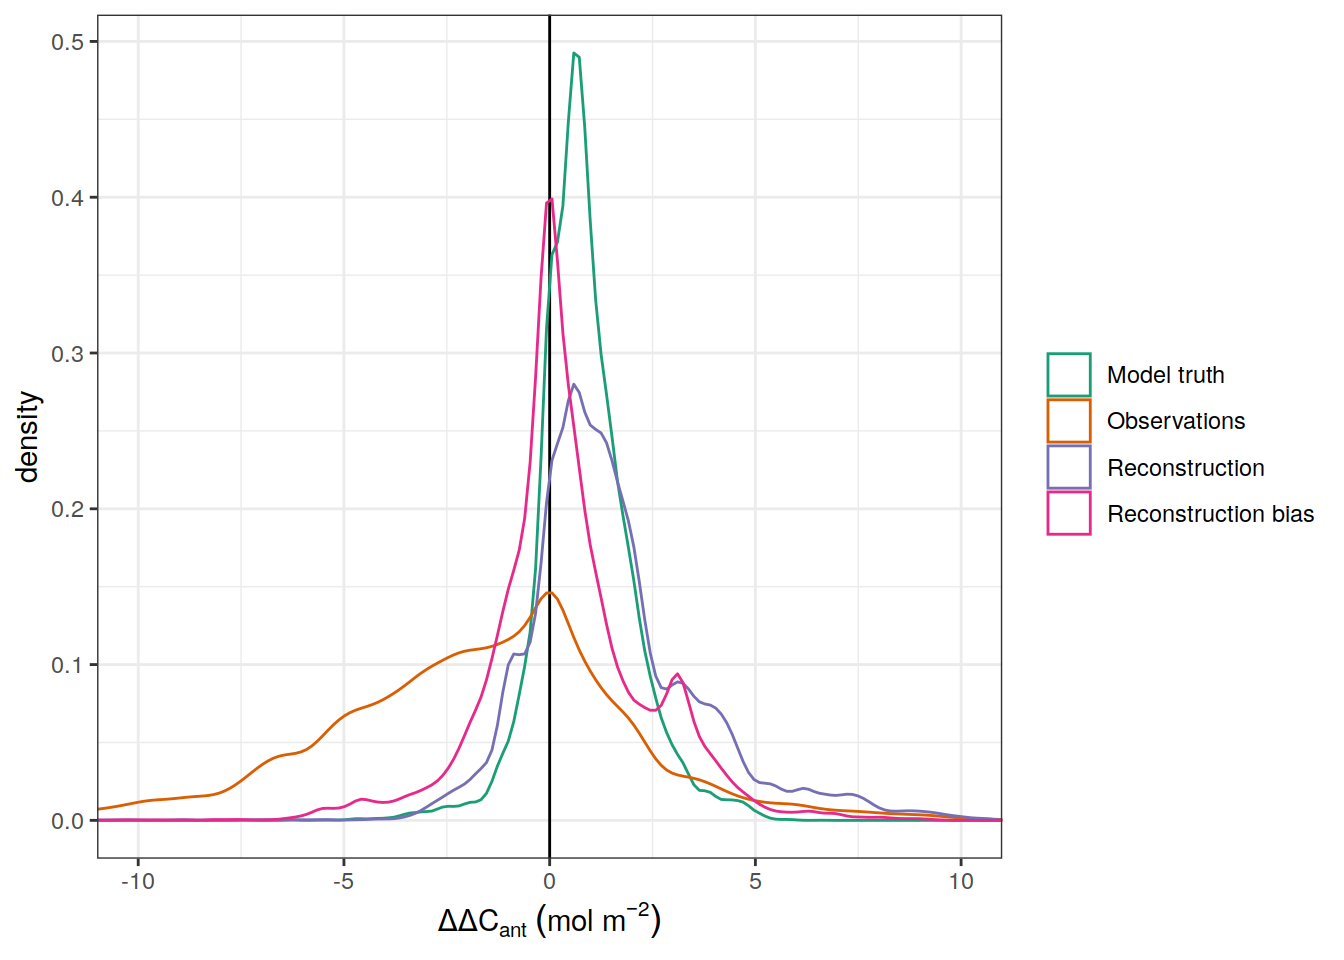 0.5
0.4
0.3
0.2
0.1
0.0
density
-10
-5
0
5
10
ΔΔCant (mol m−2)
Model truth
Observations
Reconstruction
Reconstruction bias